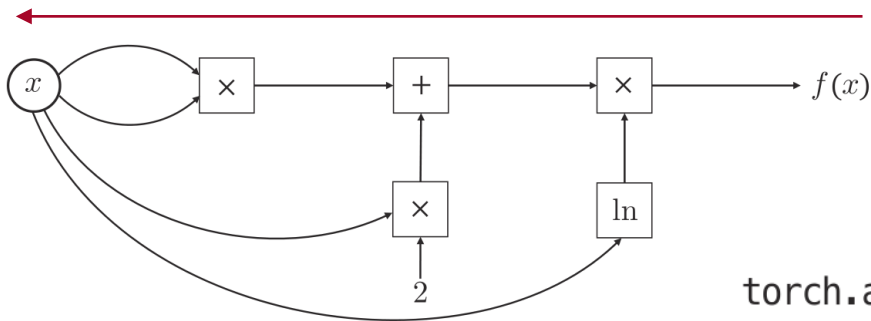 x × + × f(x)
× ln
2
torch.a